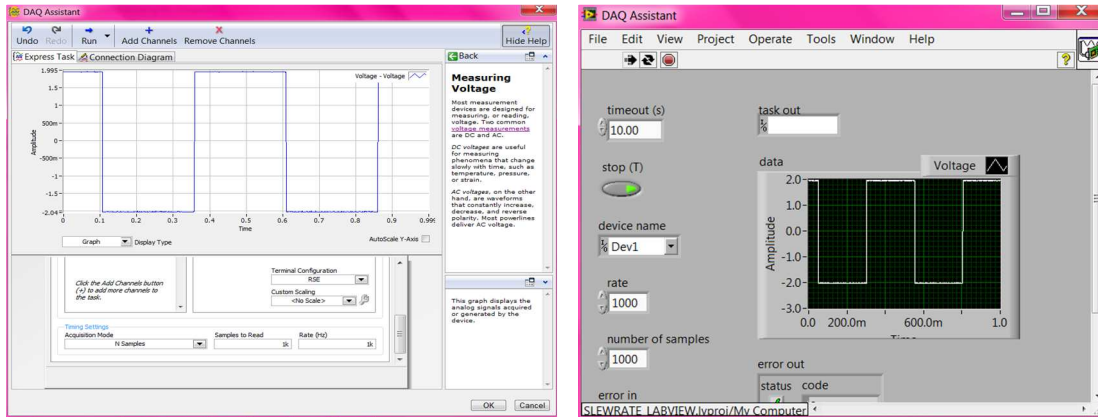 DAQ Assistant
Undo Redo Run Add Channels Remove Channels Hide Help
Express Task Connection Diagram
Voltage - Voltage
1.995
1.5
1
500m
0
-500m
-1
-1.5
-2.04
Amplitude
0 0.1 0.2 0.3 0.4 0.5 0.6 0.7 0.8 0.9 0.999
Time
Graph Display Type AutoScale Y-Axis
Click the Add Channels button
(+) to add more channels to
the task.
Terminal Configuration
RSE
Custom Scaling
<No Scale>
Timing Settings
Acquisition Mode Samples to Read Rate (Hz)
N Samples 1k 1k
Back
Measuring
Voltage
Most measurement
devices are designed for
measuring, or reading,
voltage. Two common
voltage measurements
are DC and AC.
DC voltages are useful
for measuring
phenomena that change
slowly with time, such as
temperature, pressure,
or strain.
AC voltages, on the other
hand, are waveforms
that constantly increase,
decrease, and reverse
polarity. Most powerlines
deliver AC voltage.
This graph displays the
analog signals acquired
or generated by the
device.
OK Cancel
DAQ Assistant
File Edit View Project Operate Tools Window Help
timeout (s)
10.00
stop (T)
device name
Dev1
rate
1000
number of samples
1000
error in
task out
data
Voltage
2.0
1.0
0.0
-1.0
-2.0
-3.0
Amplitude
0.0 200.0m 600.0m 1.0
Time
error out
status code
SLEWRATE LABVIEW.lvproj/My Computer